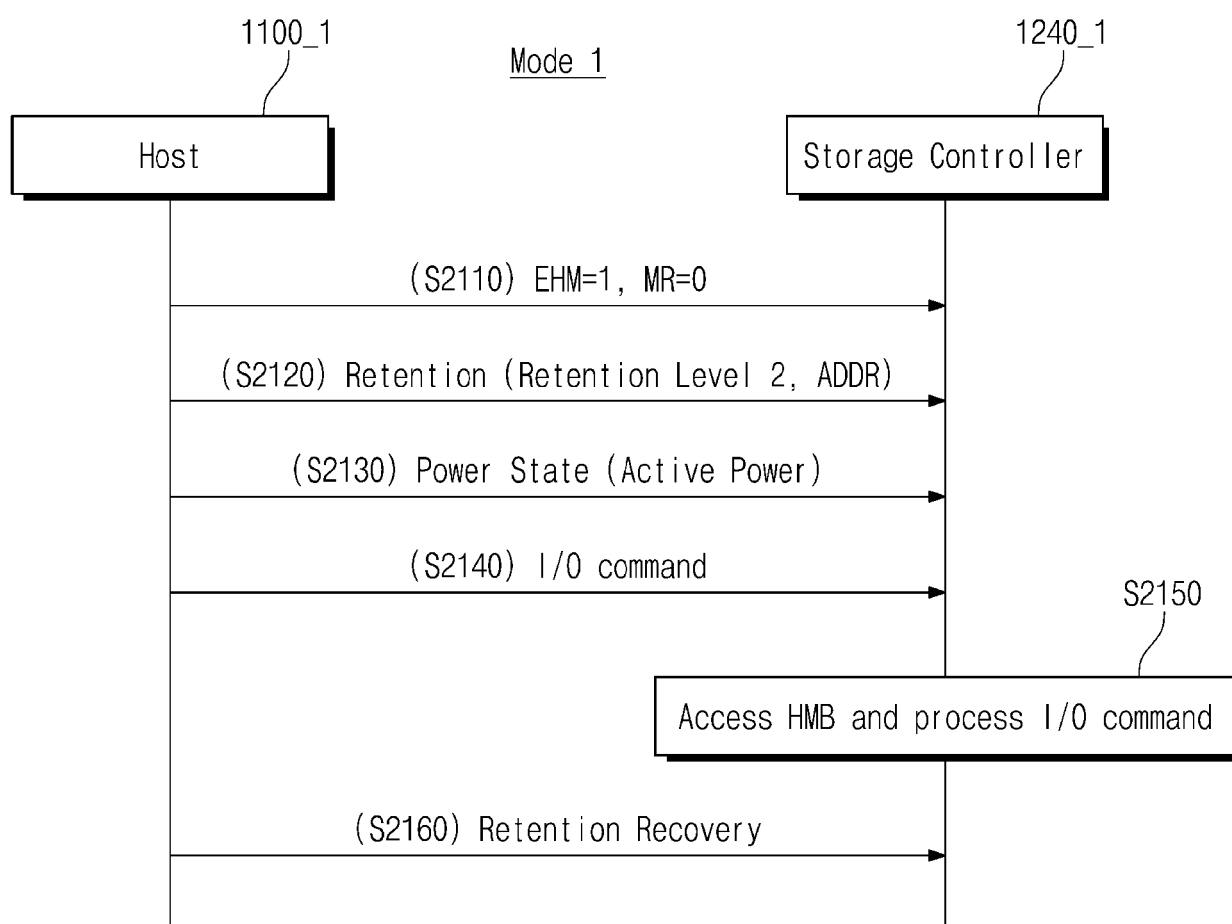 1100_1
1240_1
Mode 1
Host
Storage Controller
(S2110) EHM=1, MR=0
(S2120) Retention (Retention Level 2, ADDR)
(S2130) Power State (Active Power)
(S2140) I/O command
S2150
Access HMB and process I/O command
(S2160) Retention Recovery